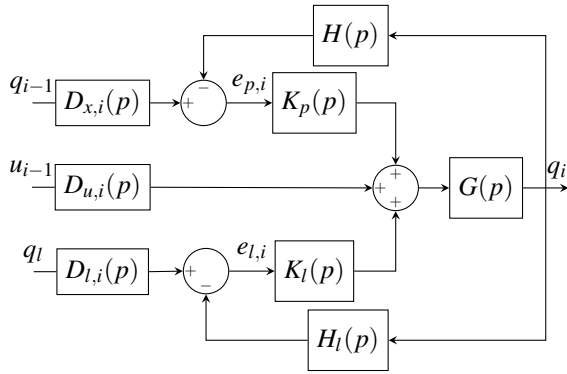 H(p)
q_{i−1} D_{x,i}(p) + − e_{p,i} K_p(p)
u_{i−1} D_{u,i}(p) + + + G(p) q_i
q_l D_{l,i}(p) + − e_{l,i} K_l(p)
H_l(p)